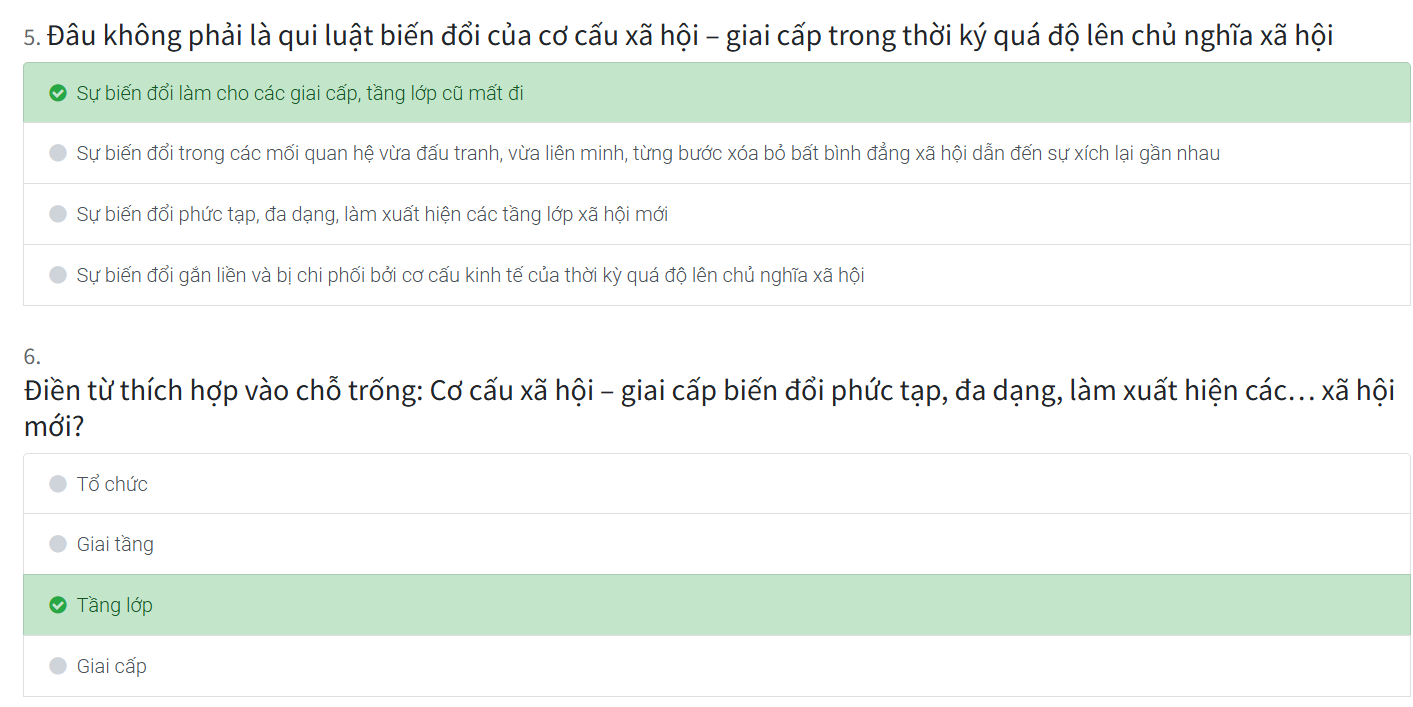 5. Đâu không phải là qui luật biến đổi của cơ cấu xã hội – giai cấp trong thời ký quá độ lên chủ nghĩa xã hội
Sự biến đổi làm cho các giai cấp, tầng lớp cũ mất đi
Sự biến đổi trong các mối quan hệ vừa đấu tranh, vừa liên minh, từng bước xóa bỏ bất bình đẳng xã hội dẫn đến sự xích lại gần nhau
Sự biến đổi phức tạp, đa dạng, làm xuất hiện các tầng lớp xã hội mới
Sự biến đổi gắn liền và bị chi phối bởi cơ cấu kinh tế của thời kỳ quá độ lên chủ nghĩa xã hội
6.
Điền từ thích hợp vào chỗ trống: Cơ cấu xã hội – giai cấp biến đổi phức tạp, đa dạng, làm xuất hiện các... xã hội
mới?
Tổ chức
Giai tầng
Tầng lớp
Giai cấp